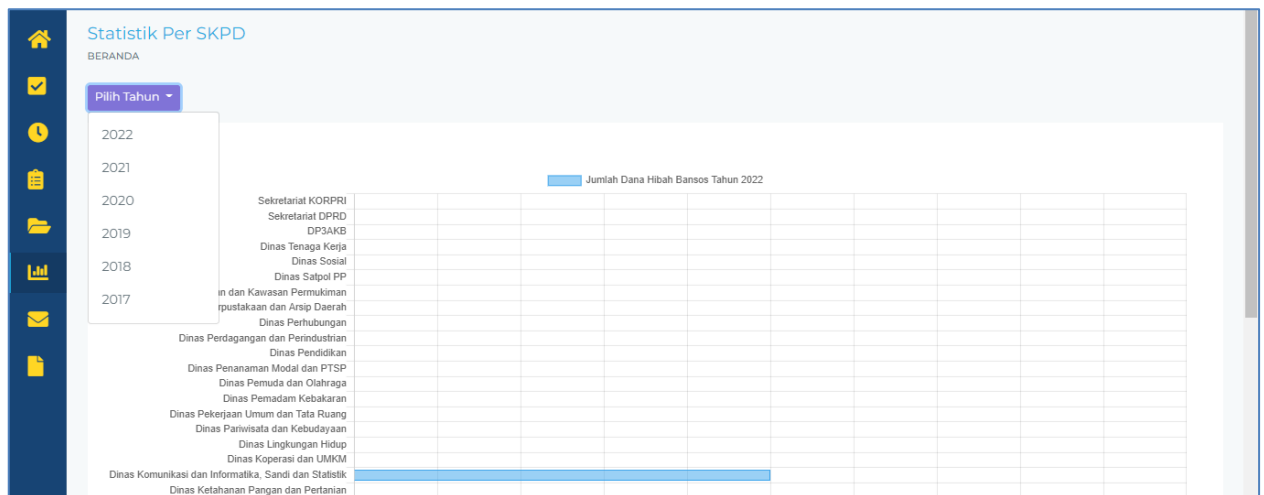 Statistik Per SKPD
BERANDA
Pilih Tahun
2022
2021
2020
2019
2018
2017
Jumlah Dana Hibah Bansos Tahun 2022
Sekretariat KORPRI
Sekretariat DPRD
DP3AKB
Dinas Tenaga Kerja
Dinas Sosial
Dinas Satpol PP
dan Kawasan Permukiman
dan Arsip Daerah
Dinas Perhubungan
Dinas Perdagangan dan Perindustrian
Dinas Pendidikan
Dinas Penanaman Modal dan PTSP
Dinas Pemuda dan Olahraga
Dinas Pemadam Kebakaran
Dinas Pekerjaan Umum dan Tata Ruang
Dinas Pariwisata dan Kebudayaan
Dinas Lingkungan Hidup
Dinas Koperasi dan UMKM
Dinas Komunikasi dan Informatika, Sandi dan Statistik
Dinas Ketahanan Pangan dan Pertanian